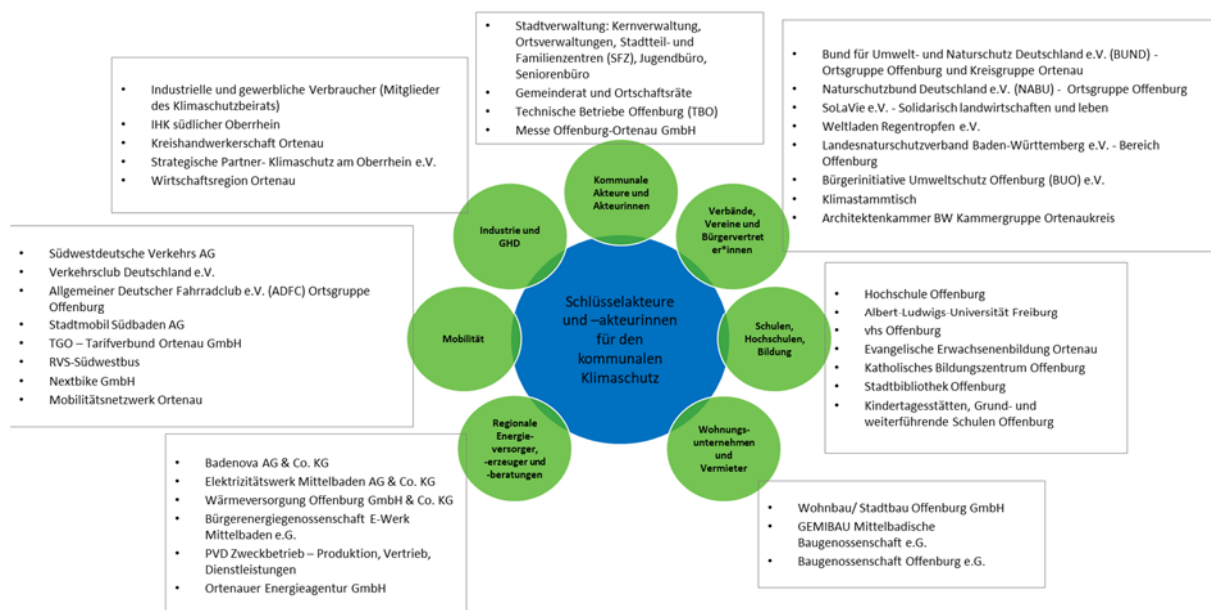 • Stadtverwaltung: Kernverwaltung,
Ortsverwaltungen, Stadtteil- und
Familienzentren (SFZ), Jugendbüro,
Seniorenbüro
• Gemeinderat und Ortschaftsräte
• Technische Betriebe Offenburg (TBO)
• Messe Offenburg-Ortenau GmbH
• Industrielle und gewerbliche Verbraucher (Mitglieder
des Klimaschutzbeirats)
• IHK südlicher Oberrhein
• Kreishandwerkerschaft Ortenau
• Strategische Partner- Klimaschutz am Oberrhein e.V.
• Wirtschaftsregion Ortenau
• Bund für Umwelt- und Naturschutz Deutschland e.V. (BUND) -
Ortsgruppe Offenburg und Kreisgruppe Ortenau
• Naturschutzbund Deutschland e.V. (NABU) - Ortsgruppe Offenburg
• SoLaVie e.V. - Solidarisch landwirtschaften und leben
• Weltladen Regentropfen e.V.
• Landesnaturschutzverband Baden-Württemberg e.V. - Bereich
Offenburg
• Bürgerinitiative Umweltschutz Offenburg (BUO) e.V.
• Klimastammtisch
• Architektenkammer BW Kammergruppe Ortenaukreis
Kommunale
Akteure und
Akteurinnen
Industrie und
GHD
Verbände,
Vereine und
Bürgervertret
er*innen
• Südwestdeutsche Verkehrs AG
• Verkehrsclub Deutschland e.V.
• Allgemeiner Deutscher Fahrradclub e.V. (ADFC) Ortsgruppe
Offenburg
• Stadtmobil Südbaden AG
• TGO – Tarifverbund Ortenau GmbH
• RVS-Südwestbus
• Nextbike GmbH
• Mobilitätsnetzwerk Ortenau
Mobilität
Schlüsselakteure
und –akteurinnen
für den
kommunalen
Klimaschutz
Schulen,
Hochschulen,
Bildung
• Hochschule Offenburg
• Albert-Ludwigs-Universität Freiburg
• vhs Offenburg
• Evangelische Erwachsenenbildung Ortenau
• Katholisches Bildungszentrum Offenburg
• Stadtbibliothek Offenburg
• Kindertagesstätten, Grund- und
weiterführende Schulen Offenburg
Regionale
Energie-
versorger,
-erzeuger und
-beratungen
Wohnungs-
unternehmen
und
Vermieter
• Badenova AG & Co. KG
• Elektrizitätswerk Mittelbaden AG & Co. KG
• Wärmeversorgung Offenburg GmbH & Co. KG
• Bürgerenergiegenossenschaft E-Werk
Mittelbaden e.G.
• PVD Zweckbetrieb – Produktion, Vertrieb,
Dienstleistungen
• Ortenauer Energieagentur GmbH
• Wohnbau/ Stadtbau Offenburg GmbH
• GEMIBAU Mittelbadische
Baugenossenschaft e.G.
• Baugenossenschaft Offenburg e.G.